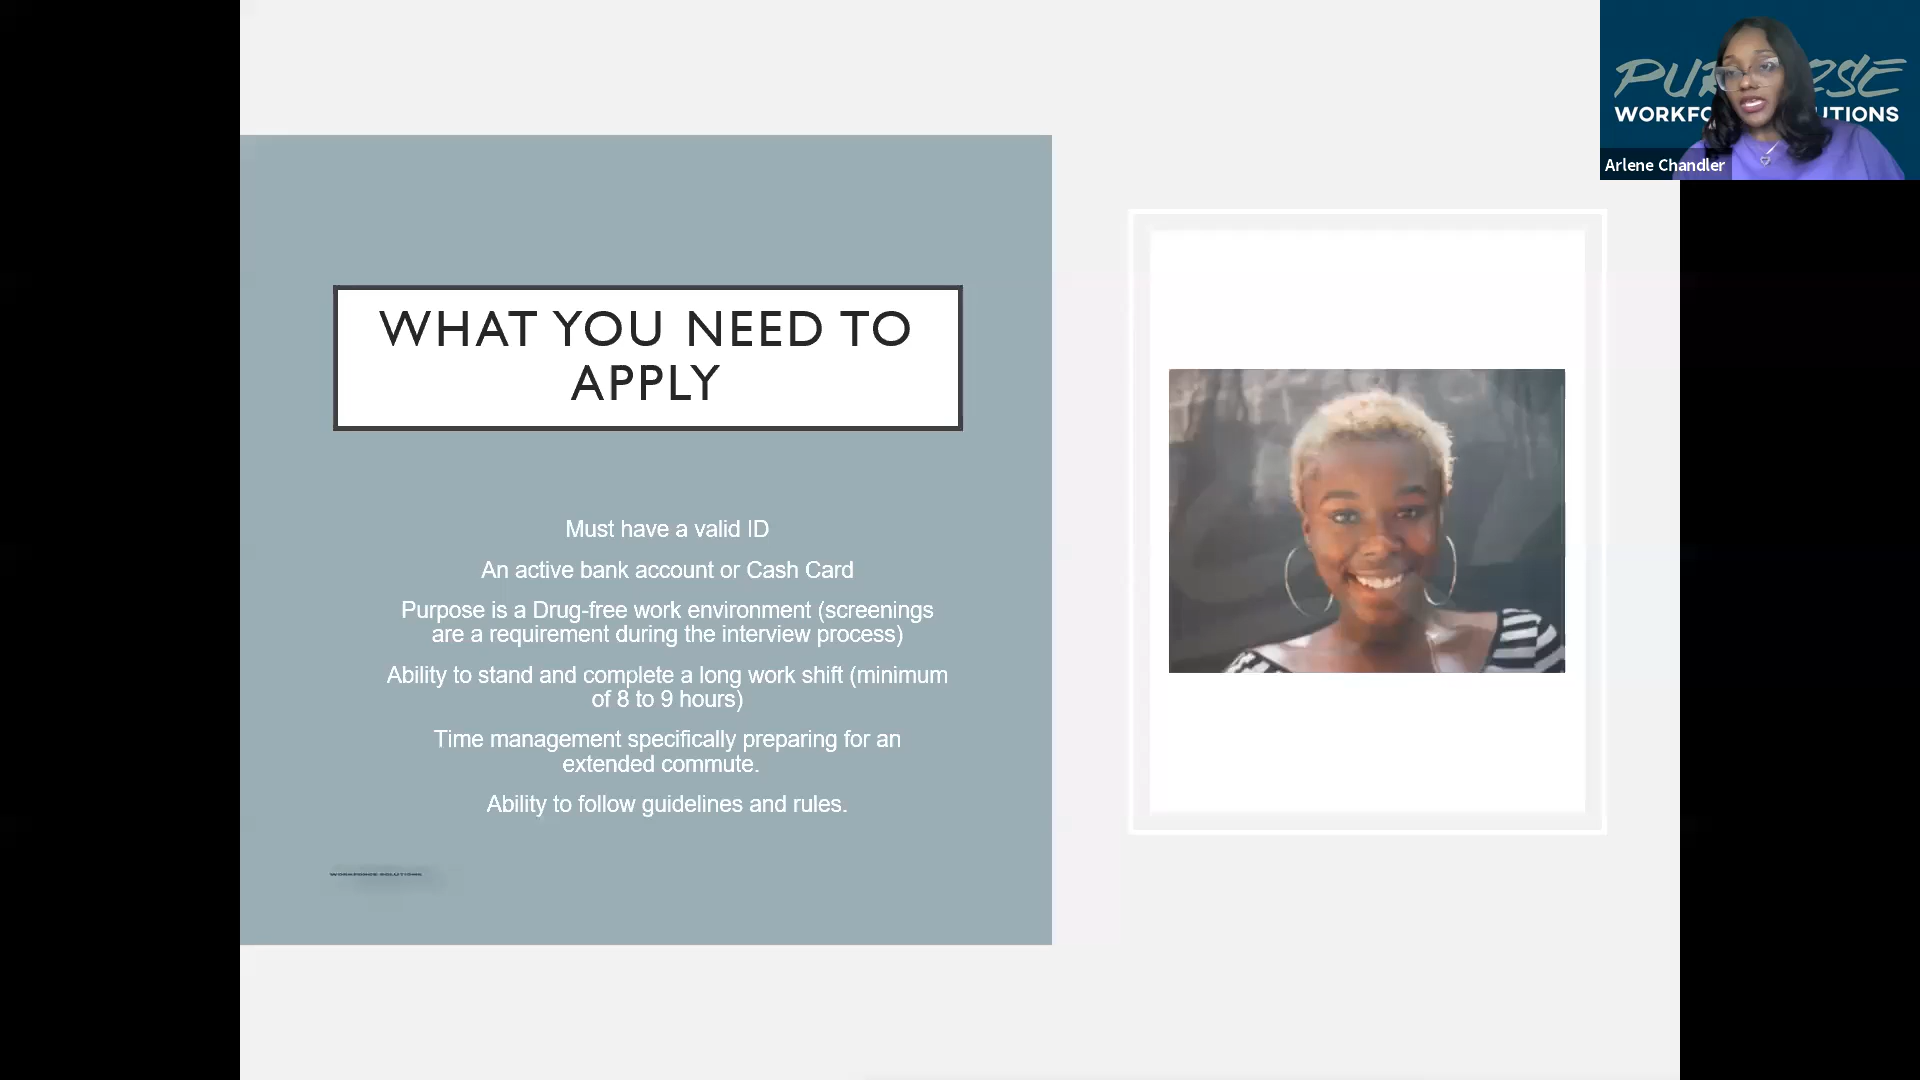 WHAT YOU NEED TO
APPLY
Must have a valid ID
An active bank account or Cash Card
Purpose is a Drug-free work environment (screenings
are a requirement during the interview process)
Ability to stand and complete a long work shift (minimum
of 8 to 9 hours)
Time management specifically preparing for an
extended commute.
Ability to follow guidelines and rules.
WORKFORCE SOLUTIONS
Arlene Chandler